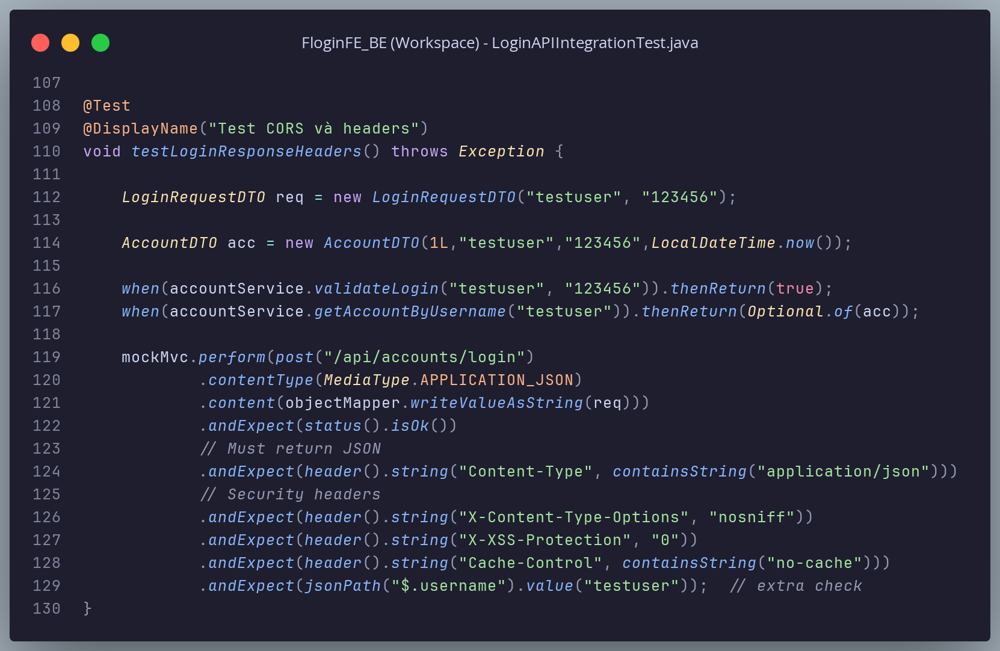 FloginFE_BE (Workspace) - LoginAPIIntegrationTest.java
107
108 @Test
109 @DisplayName("Test CORS và headers")
110 void testLoginResponseHeaders() throws Exception {
111
112     LoginRequestDTO req = new LoginRequestDTO("testuser", "123456");
113
114     AccountDTO acc = new AccountDTO(1L,"testuser","123456",LocalDateTime.now());
115
116     when(accountService.validateLogin("testuser", "123456")).thenReturn(true);
117     when(accountService.getAccountByUsername("testuser")).thenReturn(Optional.of(acc));
118
119     mockMvc.perform(post("/api/accounts/login")
120             .contentType(MediaType.APPLICATION_JSON)
121             .content(objectMapper.writeValueAsString(req)))
122             .andExpect(status().isOk())
123             // Must return JSON
124             .andExpect(header().string("Content-Type", containsString("application/json")))
125             // Security headers
126             .andExpect(header().string("X-Content-Type-Options", "nosniff"))
127             .andExpect(header().string("X-XSS-Protection", "0"))
128             .andExpect(header().string("Cache-Control", containsString("no-cache")))
129             .andExpect(jsonPath("$.username").value("testuser"));  // extra check
130 }